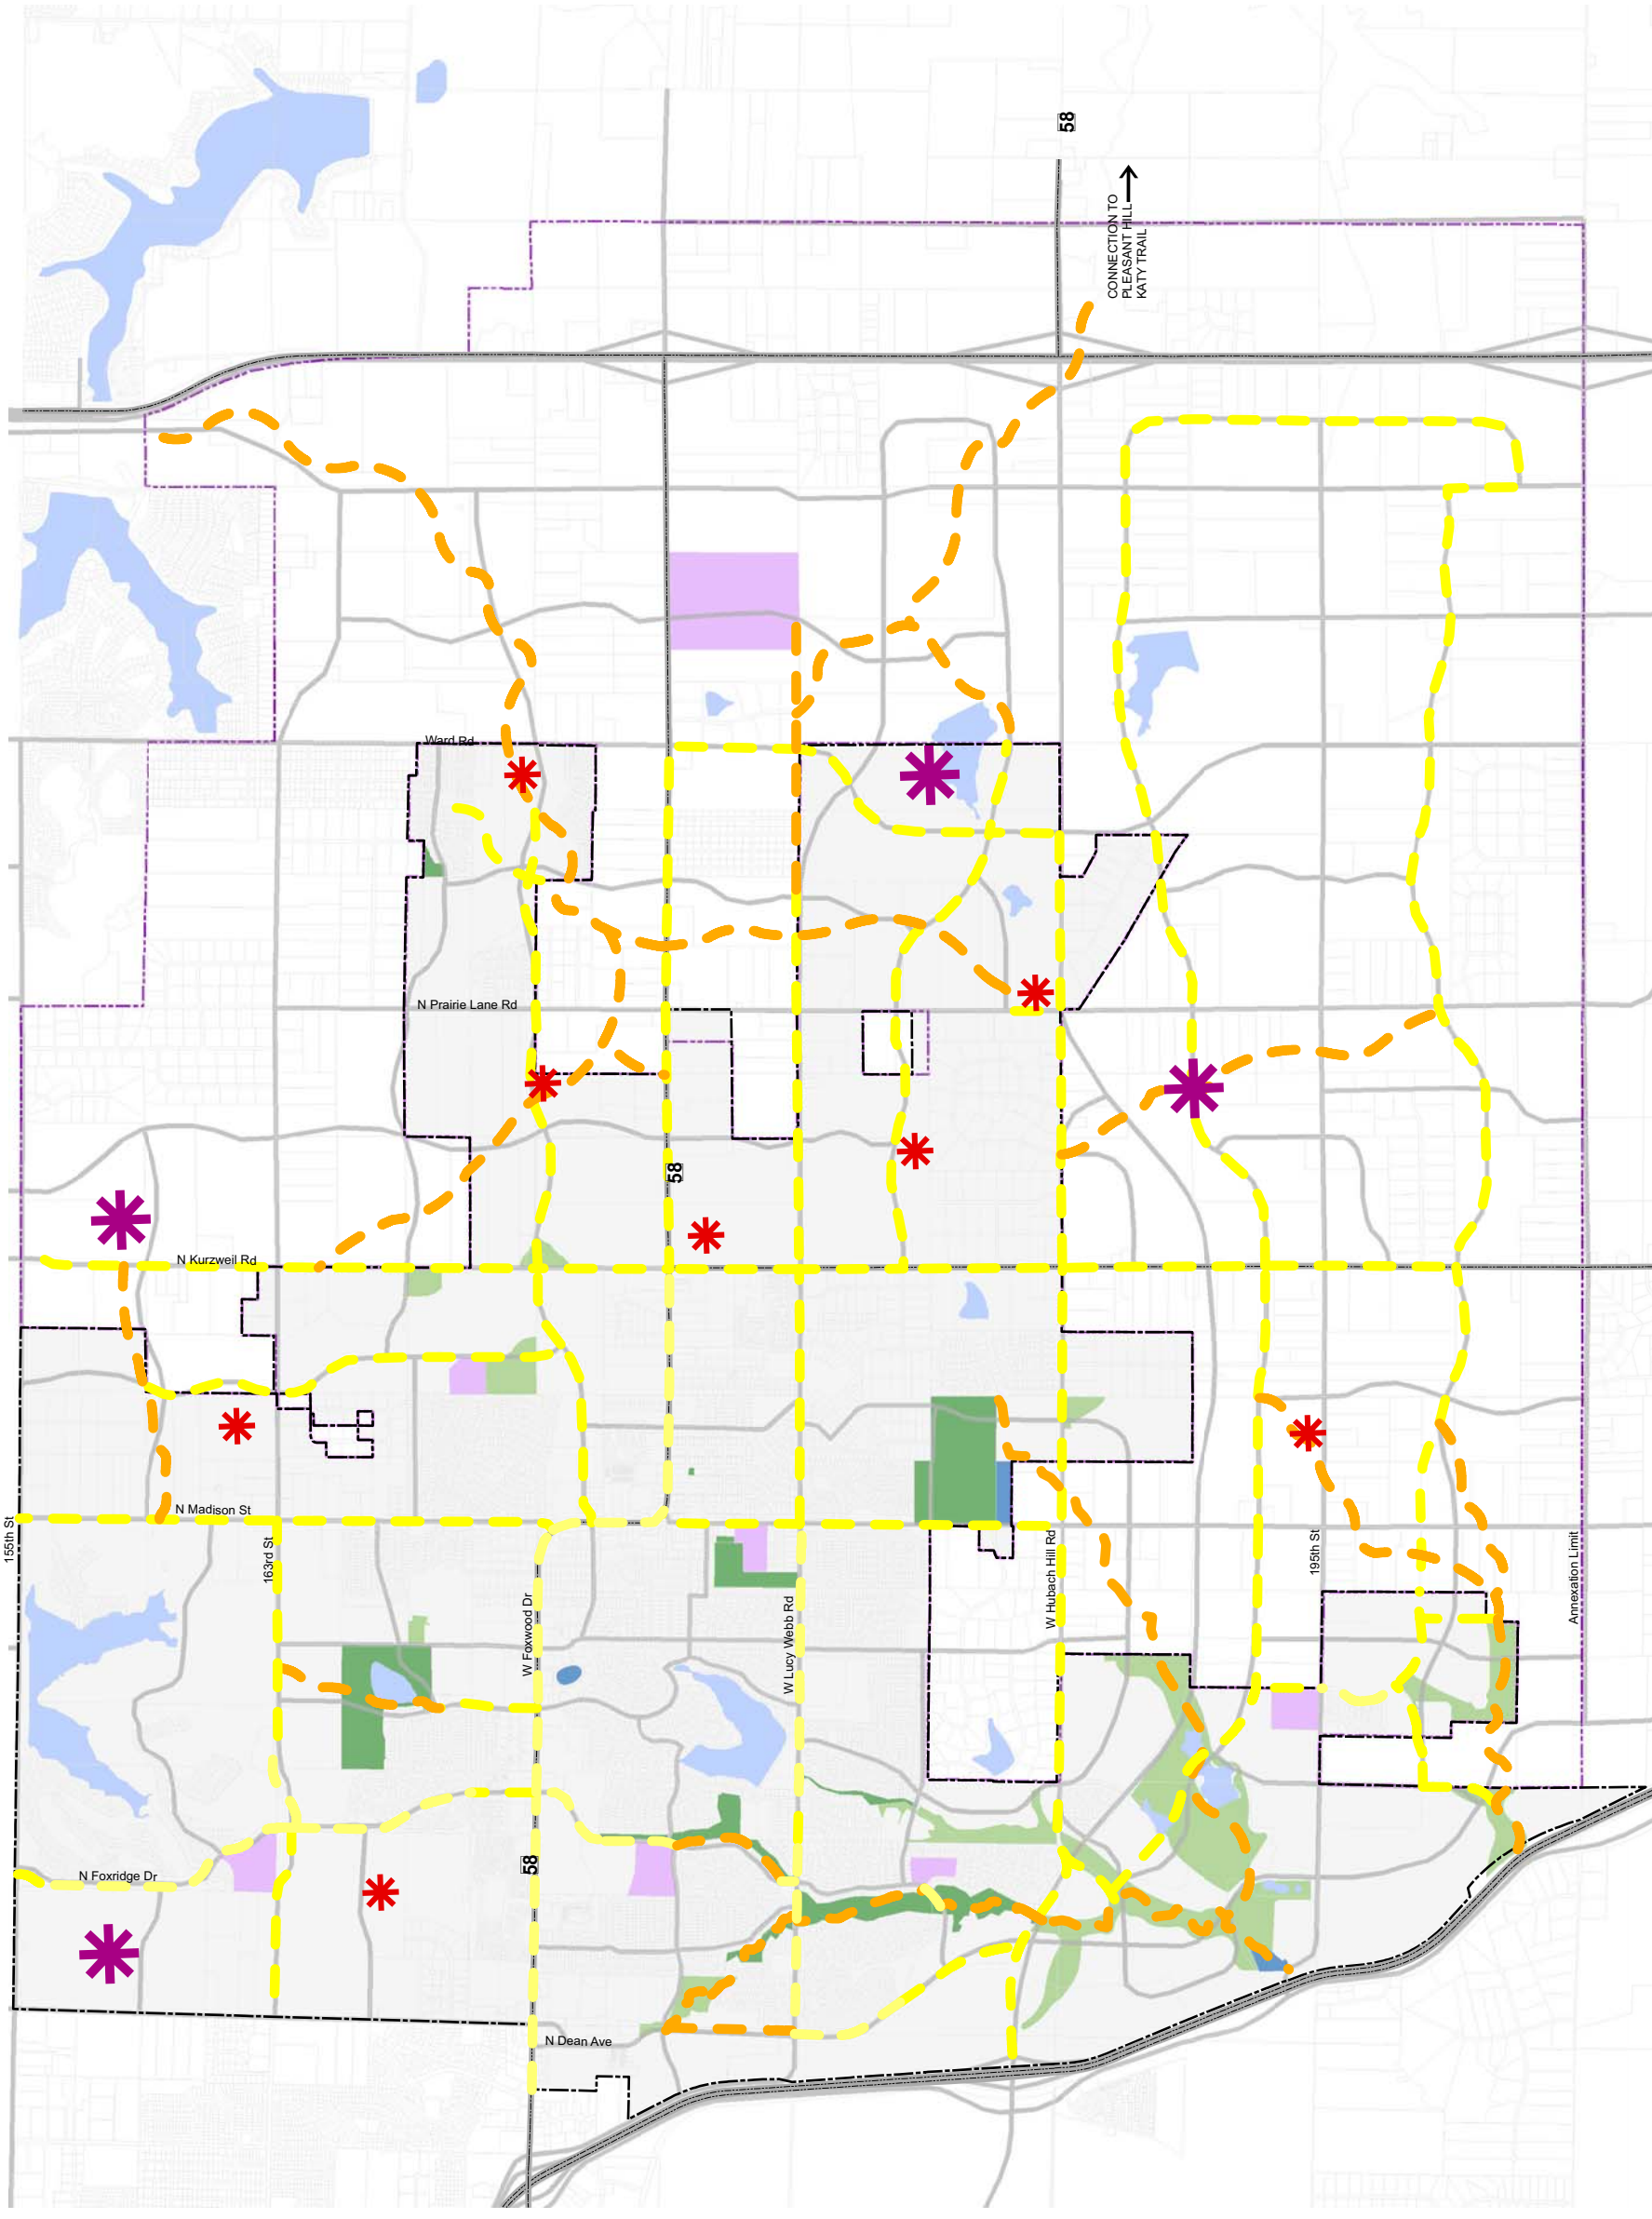 58
CONNECTION TO
PLEASANT HILL
KATY TRAIL
Ward Rd
N Prairie Lane Rd
58
N Kurzweil Rd
N Madison St
155th St
163rd St
W Foxwood Dr
W Lucy Webb Rd
W Hubach Hill Rd
195th St
Annexation Limit
58
N Foxridge Dr
N Dean Ave